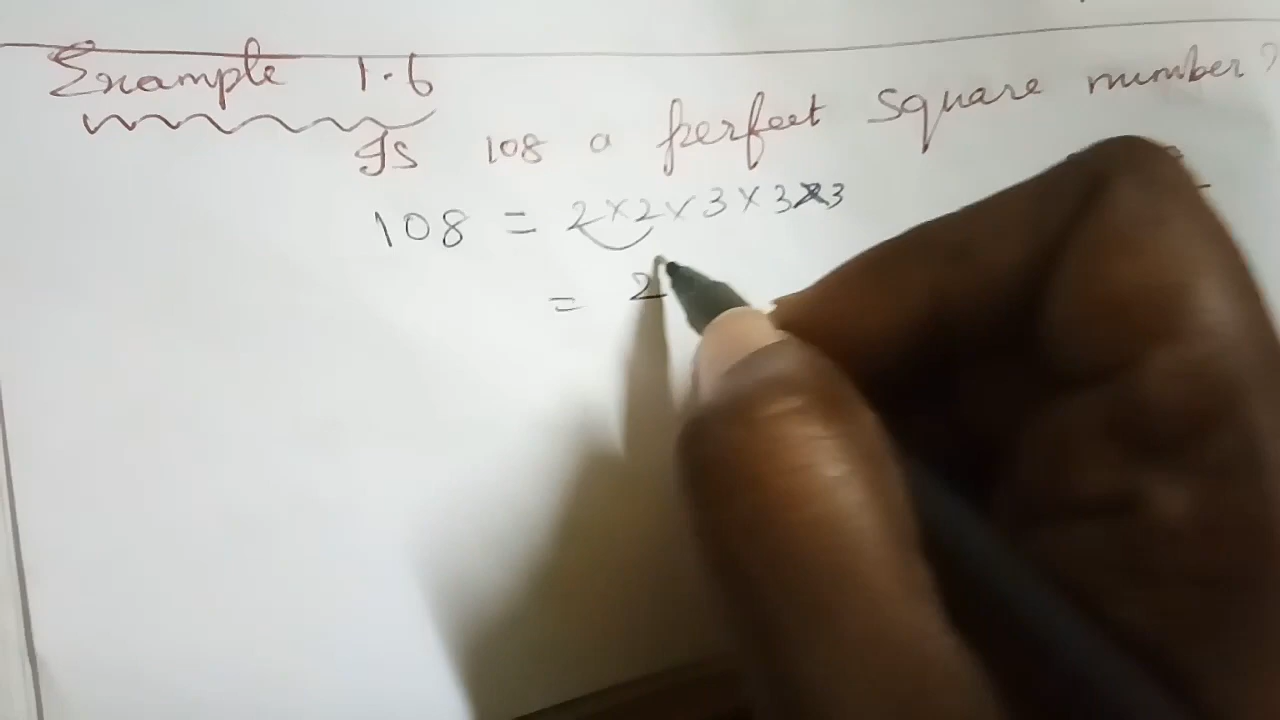 Example 1.6
Is 108 a perfect square number?
108 = 2×2×3×3×3
= 2